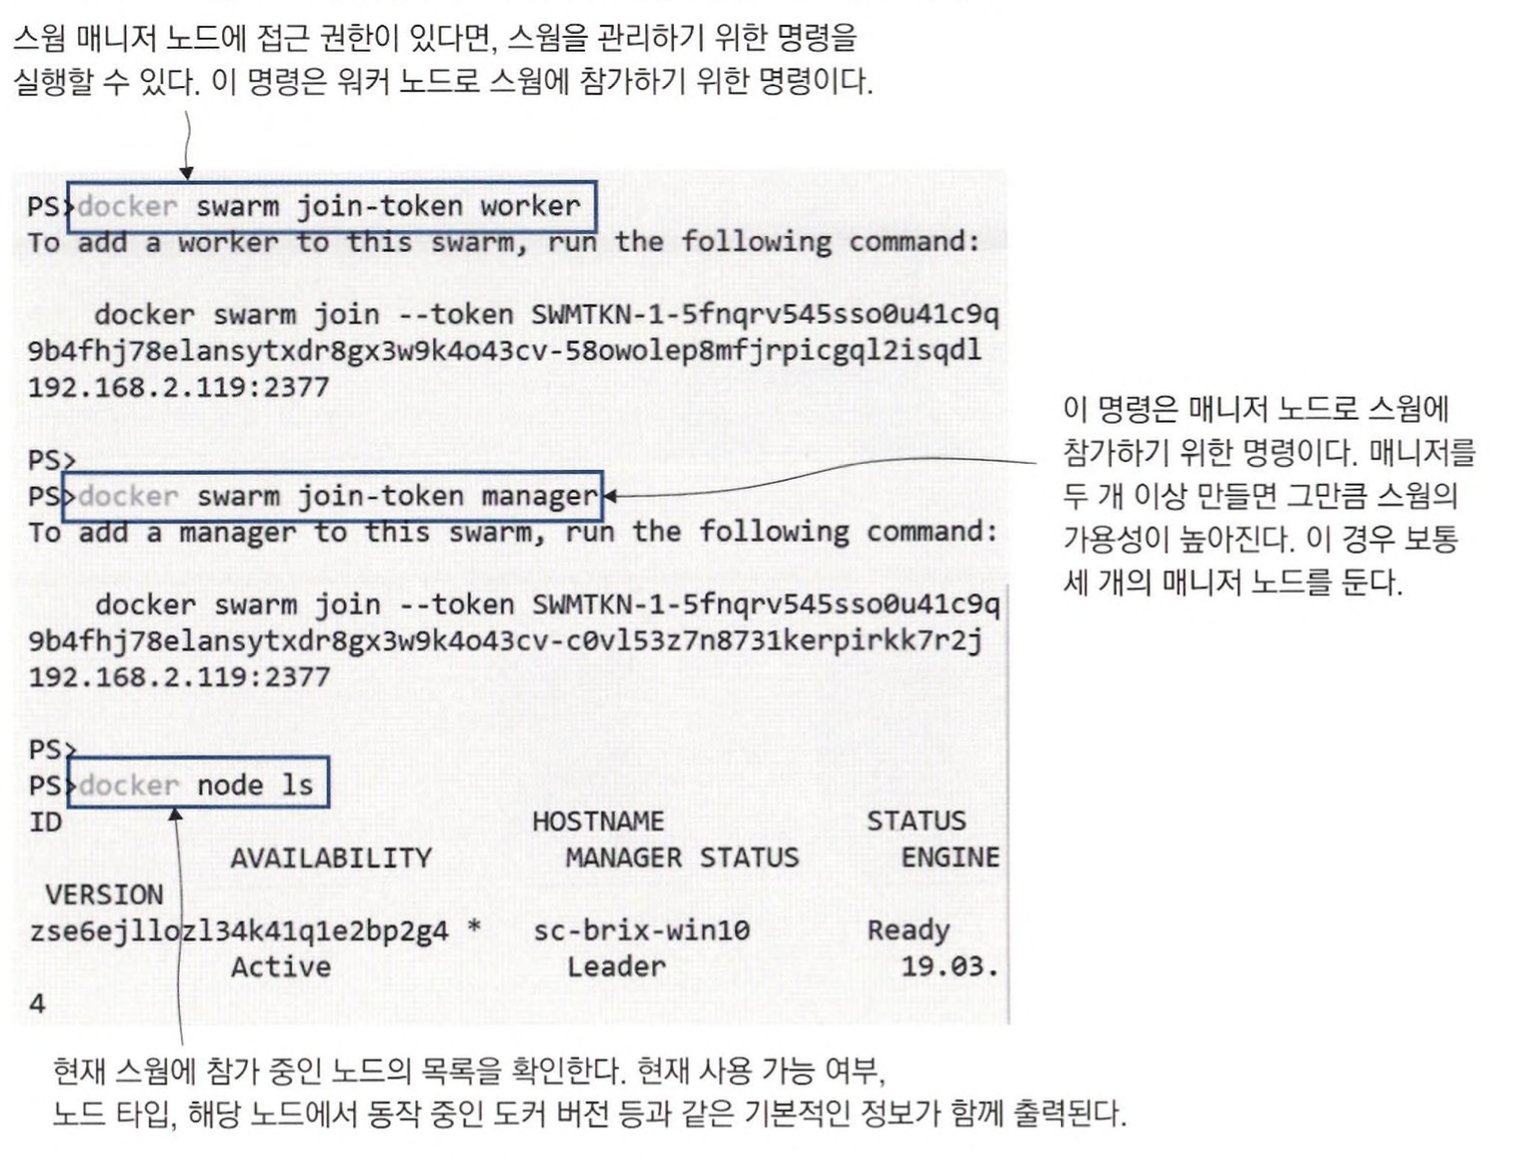 스웜 매니저 노드에 접근 권한이 있다면, 스웜을 관리하기 위한 명령을
실행할 수 있다. 이 명령은 워커 노드로 스웜에 참가하기 위한 명령이다.
PS>docker swarm join-token worker
To add a worker to this swarm, run the following command:
docker swarm join --token SWMTKN-1-5fnqrv545sso0u41c9q
9b4fhj78elansytxdr8gx3w9k4o43cv-58owolep8mfjrpicgql2isqdl
192.168.2.119:2377
PS>
PS>docker swarm join-token manager
To add a manager to this swarm, run the following command:
docker swarm join --token SWMTKN-1-5fnqrv545sso0u41c9q
9b4fhj78elansytxdr8gx3w9k4o43cv-c0vl53z7n8731kerpirkk7r2j
192.168.2.119:2377
이 명령은 매니저 노드로 스웜에
참가하기 위한 명령이다. 매니저를
두 개 이상 만들면 그만큼 스웜의
가용성이 높아진다. 이 경우 보통
세 개의 매니저 노드를 둔다.
PS>
PS>docker node ls
ID HOSTNAME STATUS
AVAILABILITY MANAGER STATUS ENGINE
VERSION
zse6ejllozl34k41q1e2bp2g4 * sc-brix-win10 Ready
Active Leader 19.03.
4
현재 스웜에 참가 중인 노드의 목록을 확인한다. 현재 사용 가능 여부,
노드 타입, 해당 노드에서 동작 중인 도커 버전 등과 같은 기본적인 정보가 함께 출력된다.